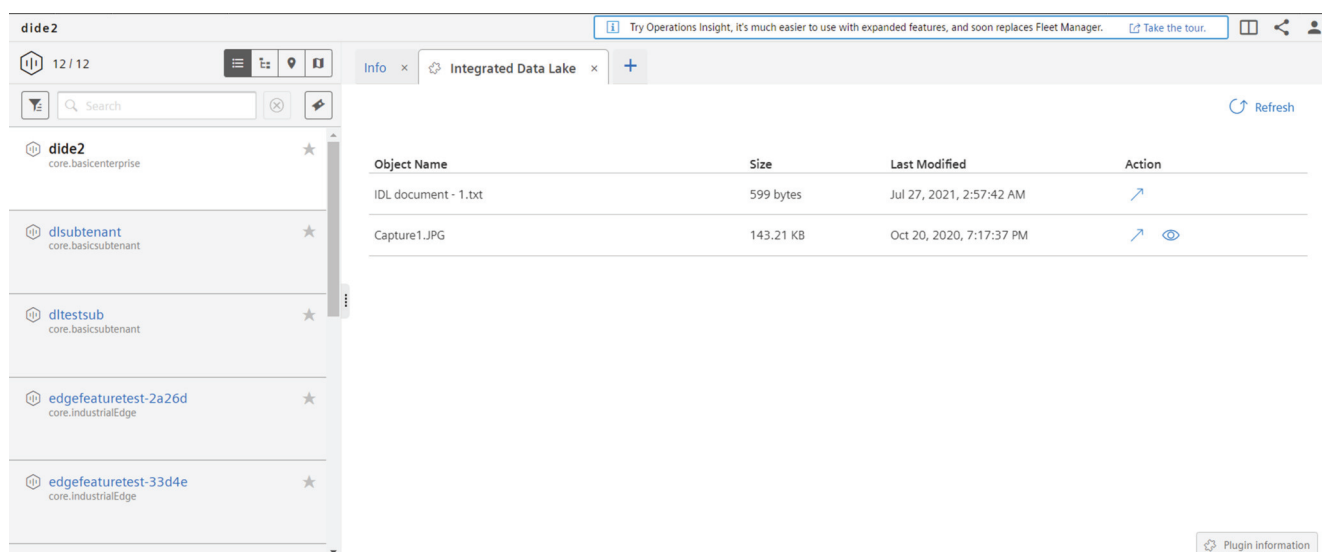 dide2
Try Operations Insight, it's much easier to use with expanded features, and soon replaces Fleet Manager. Take the tour.
12 / 12
Info × Integrated Data Lake × +
Search
Refresh
dide2
core.basicenterprise
dlsubtenant
core.basicsubtenant
dltestsub
core.basicsubtenant
edgefeaturetest-2a26d
core.industrialEdge
edgefeaturetest-33d4e
core.industrialEdge
Object Name Size Last Modified Action
IDL document - 1.txt 599 bytes Jul 27, 2021, 2:57:42 AM
Capture1.JPG 143.21 KB Oct 20, 2020, 7:17:37 PM
Plugin information